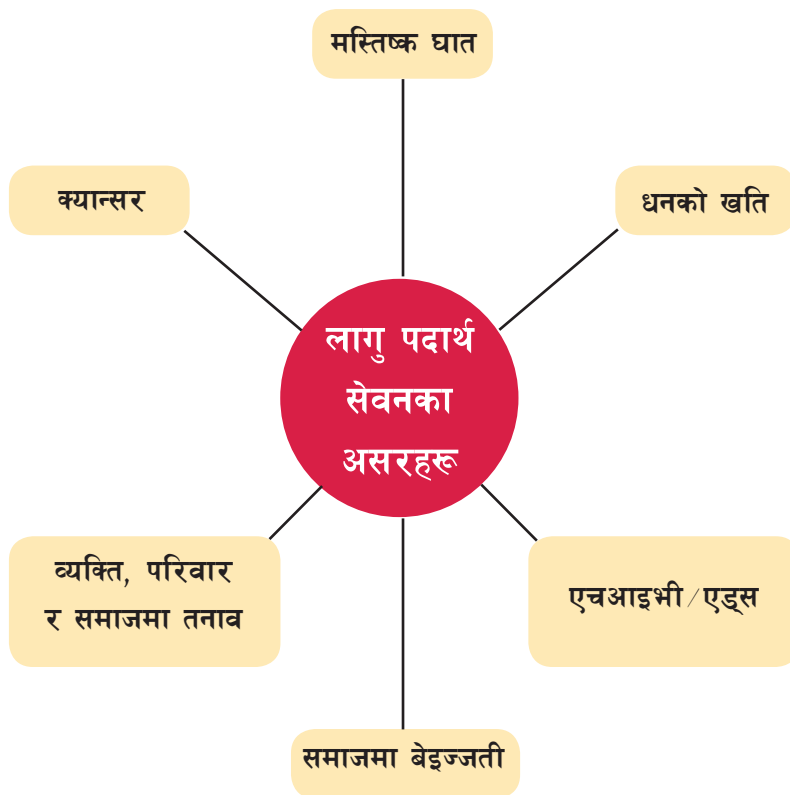 मस्तिष्क घात
क्यान्सर
धनको खति
लागु पदार्थ
सेवनका
असरहरू
व्यक्ति, परिवार
र समाजमा तनाव
एचआइभी/एड्स
समाजमा बेइज्जती